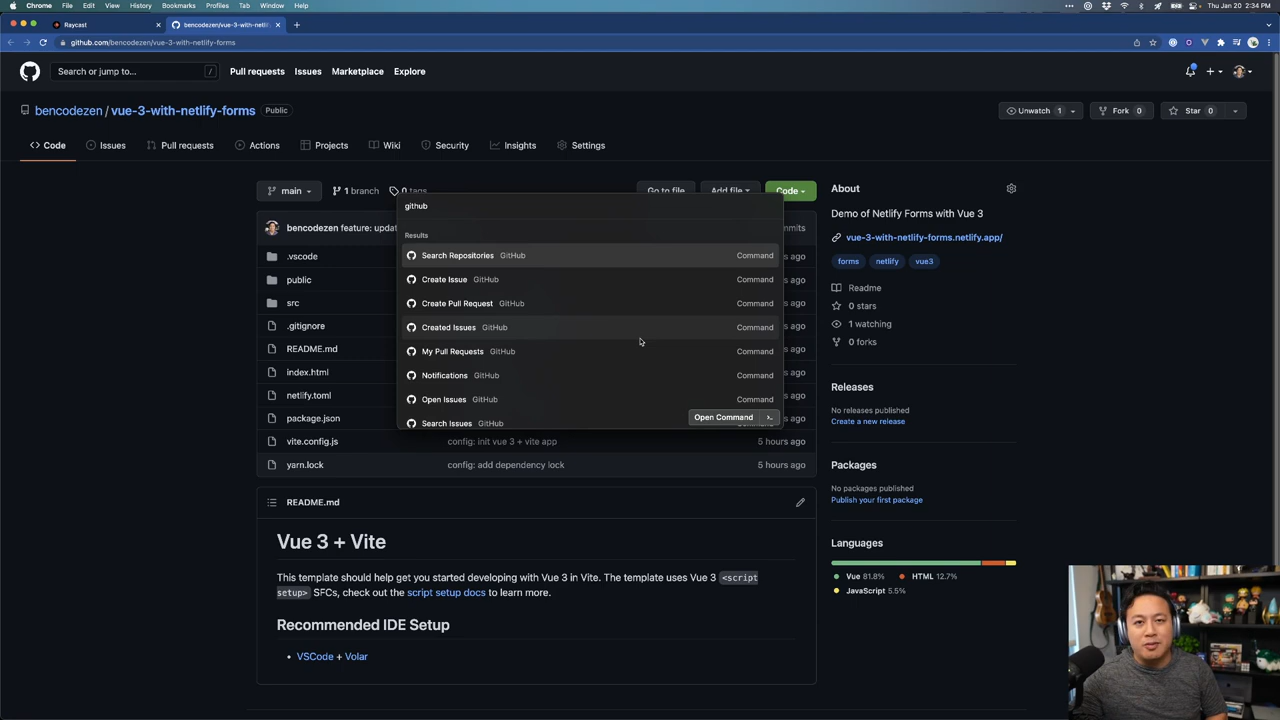 Chrome File Edit View History Bookmarks Profiles Tab Window Help
Thu Jan 20 2:34 PM
Raycast
bencodezen/vue-3-with-netlif
github.com/bencodezen/vue-3-with-netlify-forms
Search or jump to... /
Pull requests Issues Marketplace Explore
bencodezen / vue-3-with-netlify-forms Public
Unwatch 1
Fork 0
Star 0
<> Code Issues Pull requests Actions Projects Wiki Security Insights Settings
main 1 branch 0 tags
Go to file Add file Code
bencodezen feature: updat
mmits
.vscode
s ago
public
s ago
src
s ago
.gitignore
s ago
README.md
s ago
index.html
s ago
netlify.toml
s ago
package.json
s ago
vite.config.js config: init vue 3 + vite app 5 hours ago
yarn.lock config: add dependency lock 5 hours ago
github
Results
Search Repositories GitHub Command
Create Issue GitHub Command
Create Pull Request GitHub Command
Created Issues GitHub Command
My Pull Requests GitHub Command
Notifications GitHub Command
Open Issues GitHub Command
Search Issues GitHub Command
Open Command >_
README.md
Vue 3 + Vite
This template should help get you started developing with Vue 3 in Vite. The template uses Vue 3 <script
setup> SFCs, check out the script setup docs to learn more.
Recommended IDE Setup
• VSCode + Volar
About
Demo of Netlify Forms with Vue 3
vue-3-with-netlify-forms.netlify.app/
forms netlify vue3
Readme
0 stars
1 watching
0 forks
Releases
No releases published
Create a new release
Packages
No packages published
Publish your first package
Languages
Vue 81.8% HTML 12.7%
JavaScript 5.5%